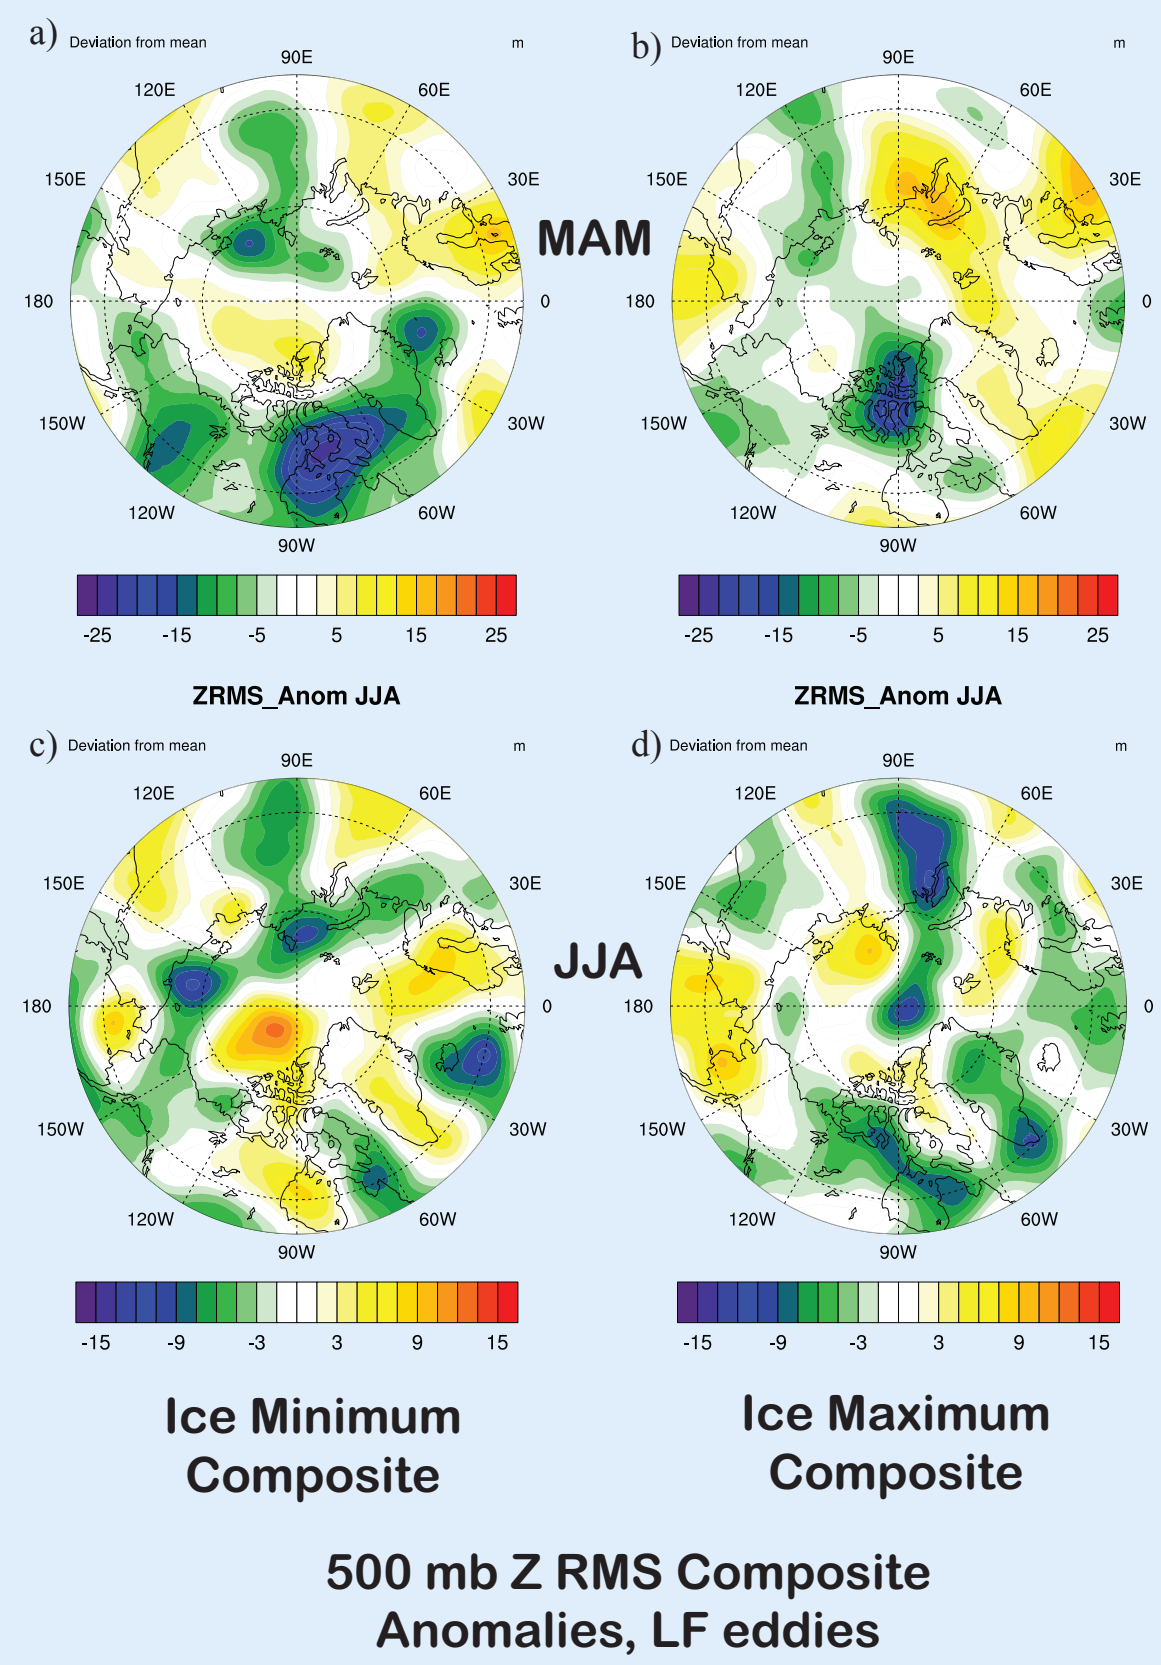 a) Deviation from mean m
90E
120E 60E
150E 30E
180 0
150W 30W
120W 60W
90W
-25 -15 -5 5 15 25
b) Deviation from mean m
90E
120E 60E
150E 30E
180 0
150W 30W
120W 60W
90W
-25 -15 -5 5 15 25
MAM
ZRMS_Anom JJA
ZRMS_Anom JJA
c) Deviation from mean m
90E
120E 60E
150E 30E
180 0
150W 30W
120W 60W
90W
-15 -9 -3 3 9 15
d) Deviation from mean m
90E
120E 60E
150E 30E
180 0
150W 30W
120W 60W
90W
-15 -9 -3 3 9 15
JJA
Ice Minimum
Composite
Ice Maximum
Composite
500 mb Z RMS Composite
Anomalies, LF eddies